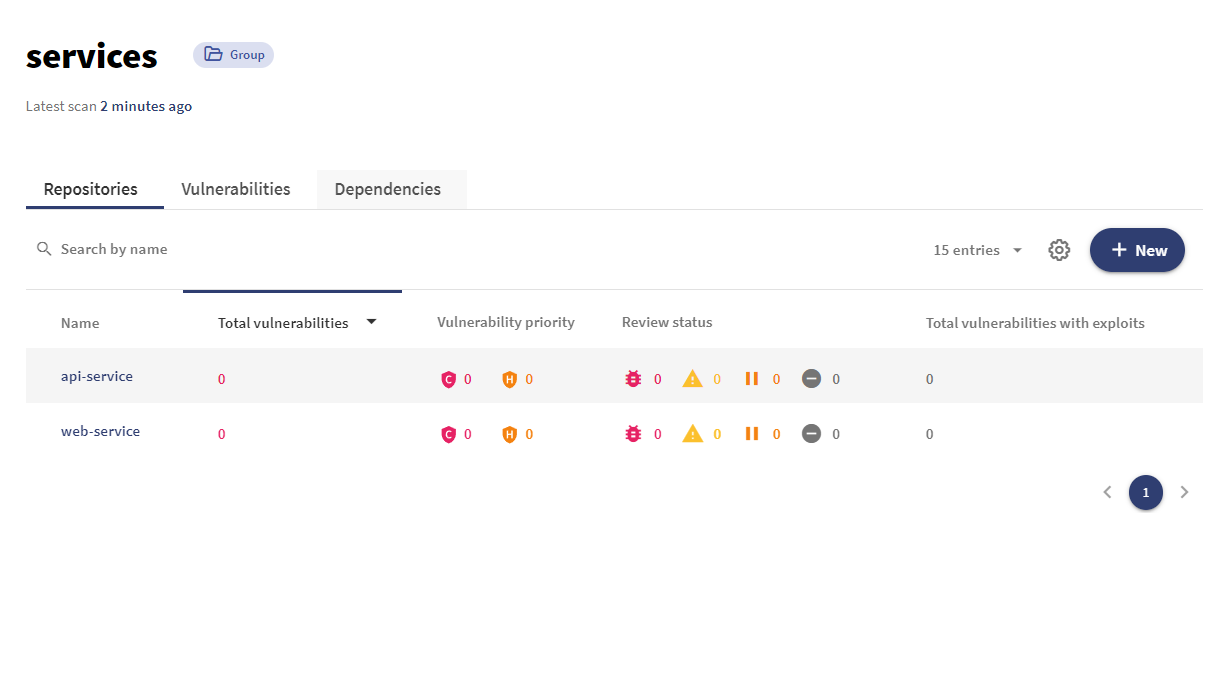 services Group
Latest scan 2 minutes ago
Repositories Vulnerabilities Dependencies
Search by name 15 entries New
Name Total vulnerabilities Vulnerability priority Review status Total vulnerabilities with exploits
api-service 0 C 0 H 0 0 0 0 0 0
web-service 0 C 0 H 0 0 0 0 0 0
1